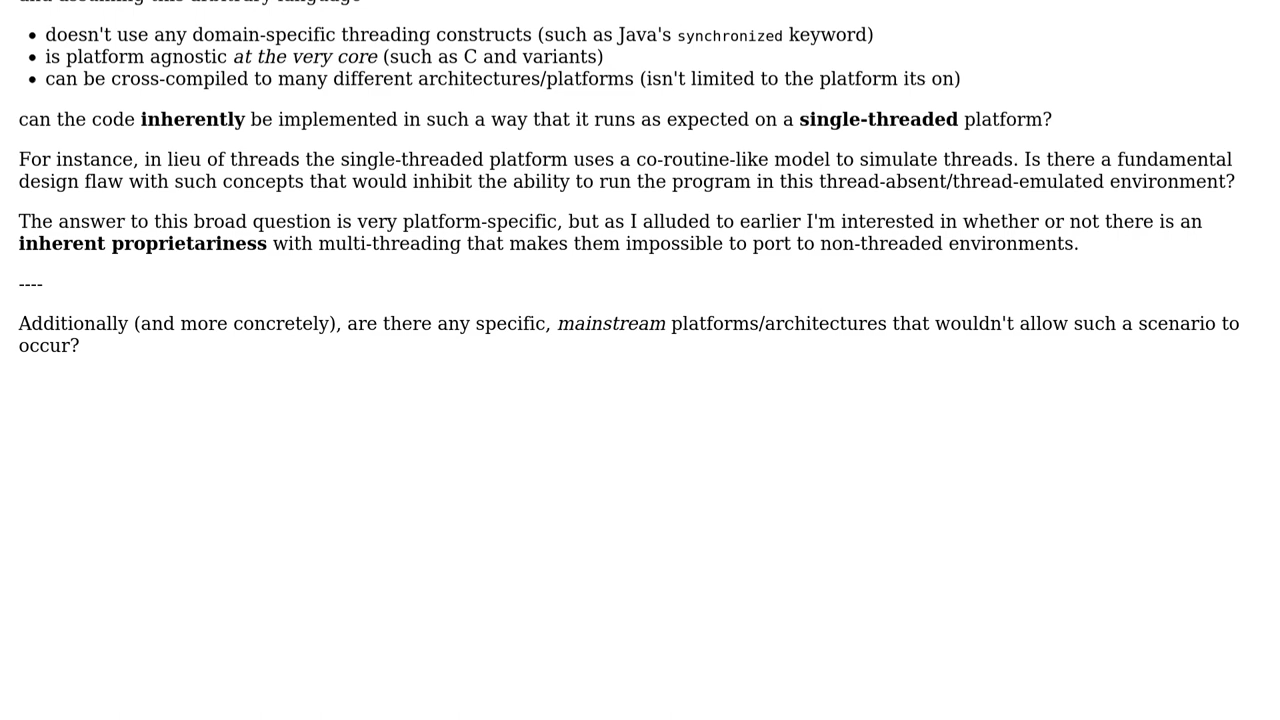 and assuming this arbitrary language
• doesn't use any domain-specific threading constructs (such as Java's synchronized keyword)
• is platform agnostic at the very core (such as C and variants)
• can be cross-compiled to many different architectures/platforms (isn't limited to the platform its on)
can the code inherently be implemented in such a way that it runs as expected on a single-threaded platform?
For instance, in lieu of threads the single-threaded platform uses a co-routine-like model to simulate threads. Is there a fundamental
design flaw with such concepts that would inhibit the ability to run the program in this thread-absent/thread-emulated environment?
The answer to this broad question is very platform-specific, but as I alluded to earlier I'm interested in whether or not there is an
inherent proprietariness with multi-threading that makes them impossible to port to non-threaded environments.
----
Additionally (and more concretely), are there any specific, mainstream platforms/architectures that wouldn't allow such a scenario to
occur?